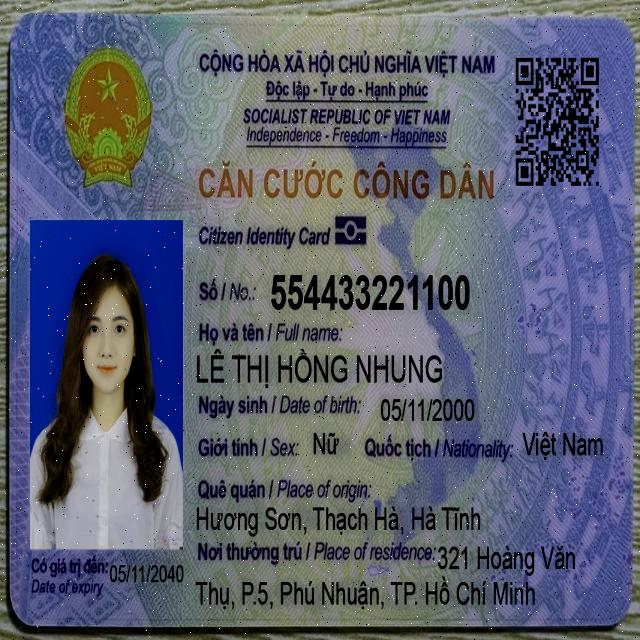 CỘNG HÒA XÃ HỘI CHỦ NGHĨA VIỆT NAM
Độc lập - Tự do - Hạnh phúc
SOCIALIST REPUBLIC OF VIET NAM
Independence - Freedom - Happiness
CĂN CƯỚC CÔNG DÂN
Citizen Identity Card
Số / No.: 554433221100
Họ và tên / Full name:
LÊ THỊ HỒNG NHUNG
Ngày sinh / Date of birth: 05/11/2000
Giới tính / Sex: Nữ Quốc tịch / Nationality: Việt Nam
Quê quán / Place of origin:
Hương Sơn, Thạch Hà, Hà Tĩnh
Nơi thường trú / Place of residence: 321 Hoàng Văn
Thụ, P.5, Phú Nhuận, TP. Hồ Chí Minh
Có giá trị đến: 05/11/2040
Date of expiry